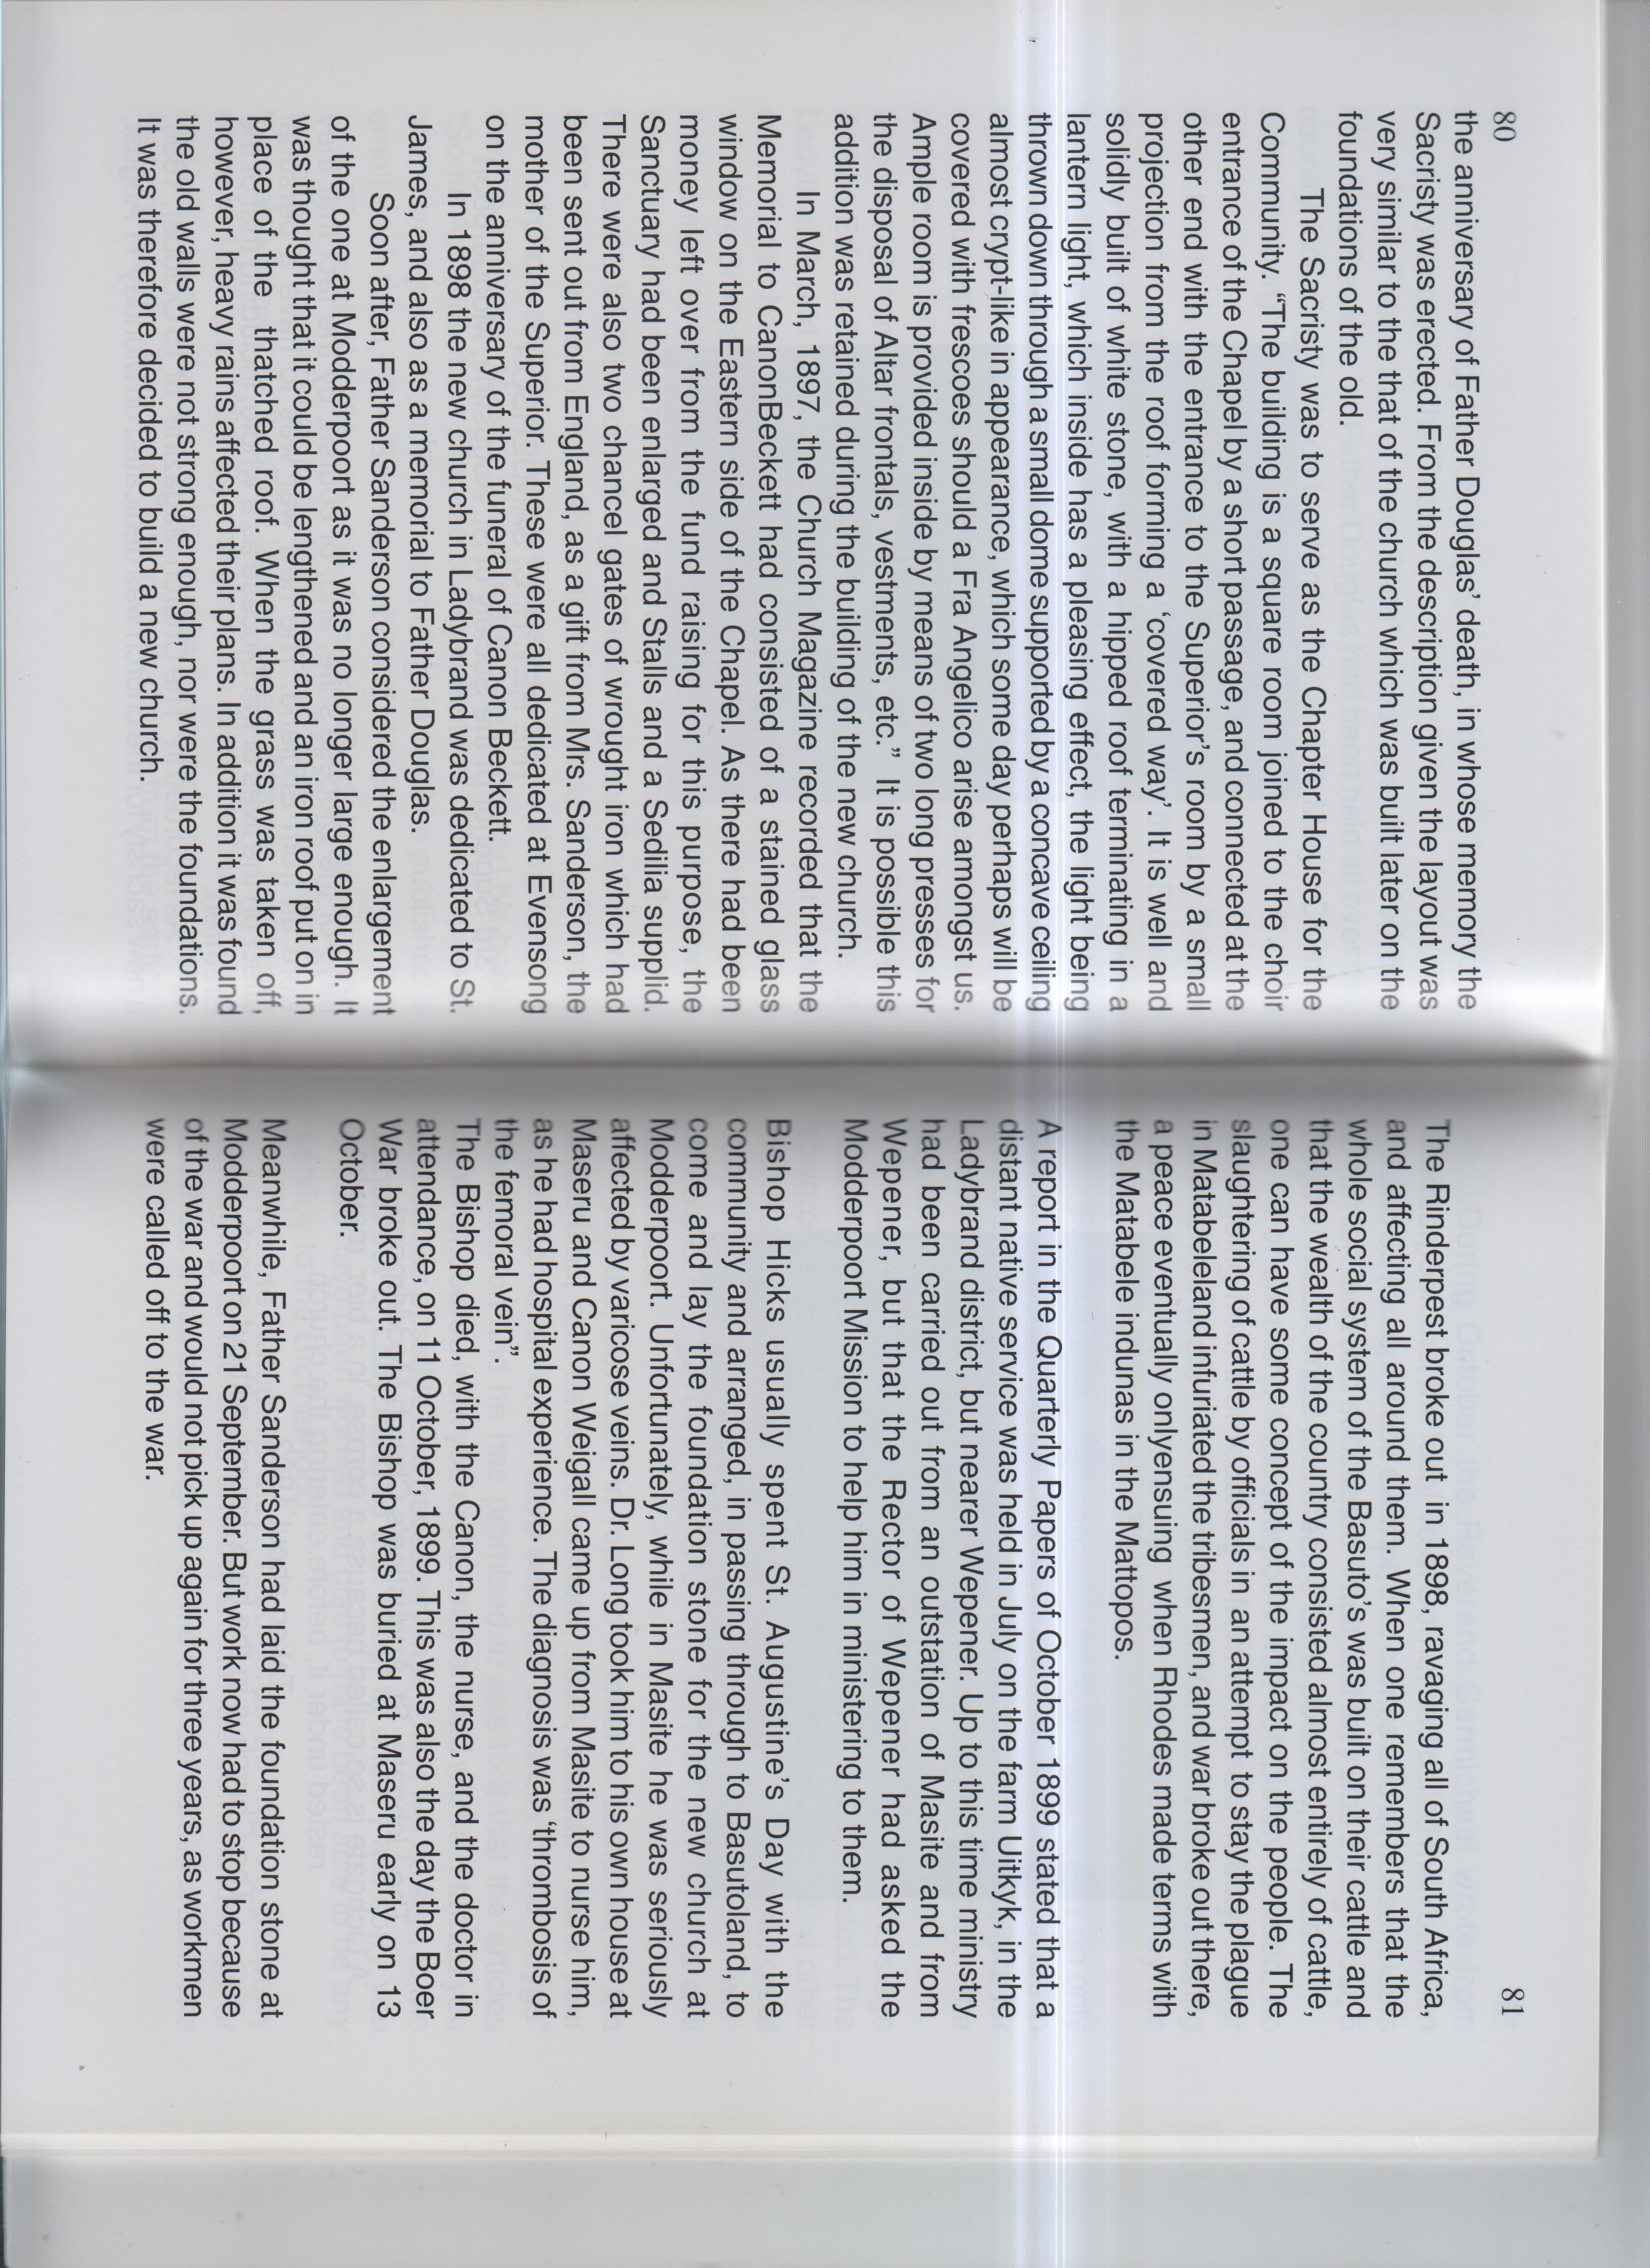 80
the anniversary of Father Douglas’ death, in whose memory the
Sacristy was erected. From the description given the layout was
very similar to the that of the church which was built later on the
foundations of the old.
The Sacristy was to serve as the Chapter House for the
Community. “The building is a square room joined to the choir
entrance of the Chapel by a short passage, and connected at the
other end with the entrance to the Superior’s room by a small
projection from the roof forming a ‘covered way’. It is well and
solidly built of white stone, with a hipped roof terminating in a
lantern light, which inside has a pleasing effect, the light being
thrown down through a small dome supported by a concave ceiling
almost crypt-like in appearance, which some day perhaps will be
covered with frescoes should a Fra Angelico arise amongst us.
Ample room is provided inside by means of two long presses for
the disposal of Altar frontals, vestments, etc.” It is possible this
addition was retained during the building of the new church.
In March, 1897, the Church Magazine recorded that the
Memorial to CanonBeckett had consisted of a stained glass
window on the Eastern side of the Chapel. As there had been
money left over from the fund raising for this purpose, the
Sanctuary had been enlarged and Stalls and a Sedilia supplid.
There were also two chancel gates of wrought iron which had
been sent out from England, as a gift from Mrs. Sanderson, the
mother of the Superior. These were all dedicated at Evensong
on the anniversary of the funeral of Canon Beckett.
In 1898 the new church in Ladybrand was dedicated to St.
James, and also as a memorial to Father Douglas.
Soon after, Father Sanderson considered the enlargement
of the one at Modderpoort as it was no longer large enough. It
was thought that it could be lengthened and an iron roof put on in
place of the thatched roof. When the grass was taken off,
however, heavy rains affected their plans. In addition it was found
the old walls were not strong enough, nor were the foundations.
It was therefore decided to build a new church.
81
The Rinderpest broke out in 1898, ravaging all of South Africa,
and affecting all around them. When one remembers that the
whole social system of the Basuto’s was built on their cattle and
that the wealth of the country consisted almost entirely of cattle,
one can have some concept of the impact on the people. The
slaughtering of cattle by officials in an attempt to stay the plague
in Matabeleland infuriated the tribesmen, and war broke out there,
a peace eventually onlyensuing when Rhodes made terms with
the Matabele indunas in the Mattopos.
A report in the Quarterly Papers of October 1899 stated that a
distant native service was held in July on the farm Uitkyk, in the
Ladybrand district, but nearer Wepener. Up to this time ministry
had been carried out from an outstation of Masite and from
Wepener, but that the Rector of Wepener had asked the
Modderpoort Mission to help him in ministering to them.
Bishop Hicks usually spent St. Augustine’s Day with the
community and arranged, in passing through to Basutoland, to
come and lay the foundation stone for the new church at
Modderport. Unfortunately, while in Masite he was seriously
affected by varicose veins. Dr. Long took him to his own house at
Maseru and Canon Weigall came up from Masite to nurse him,
as he had hospital experience. The diagnosis was ‘thrombosis of
the femoral vein”.
The Bishop died, with the Canon, the nurse, and the doctor in
attendance, on 11 October, 1899. This was also the day the Boer
War broke out. The Bishop was buried at Maseru early on 13
October.
Meanwhile, Father Sanderson had laid the foundation stone at
Modderpoort on 21 September. But work now had to stop because
of the war and would not pick up again for three years, as workmen
were called off to the war.